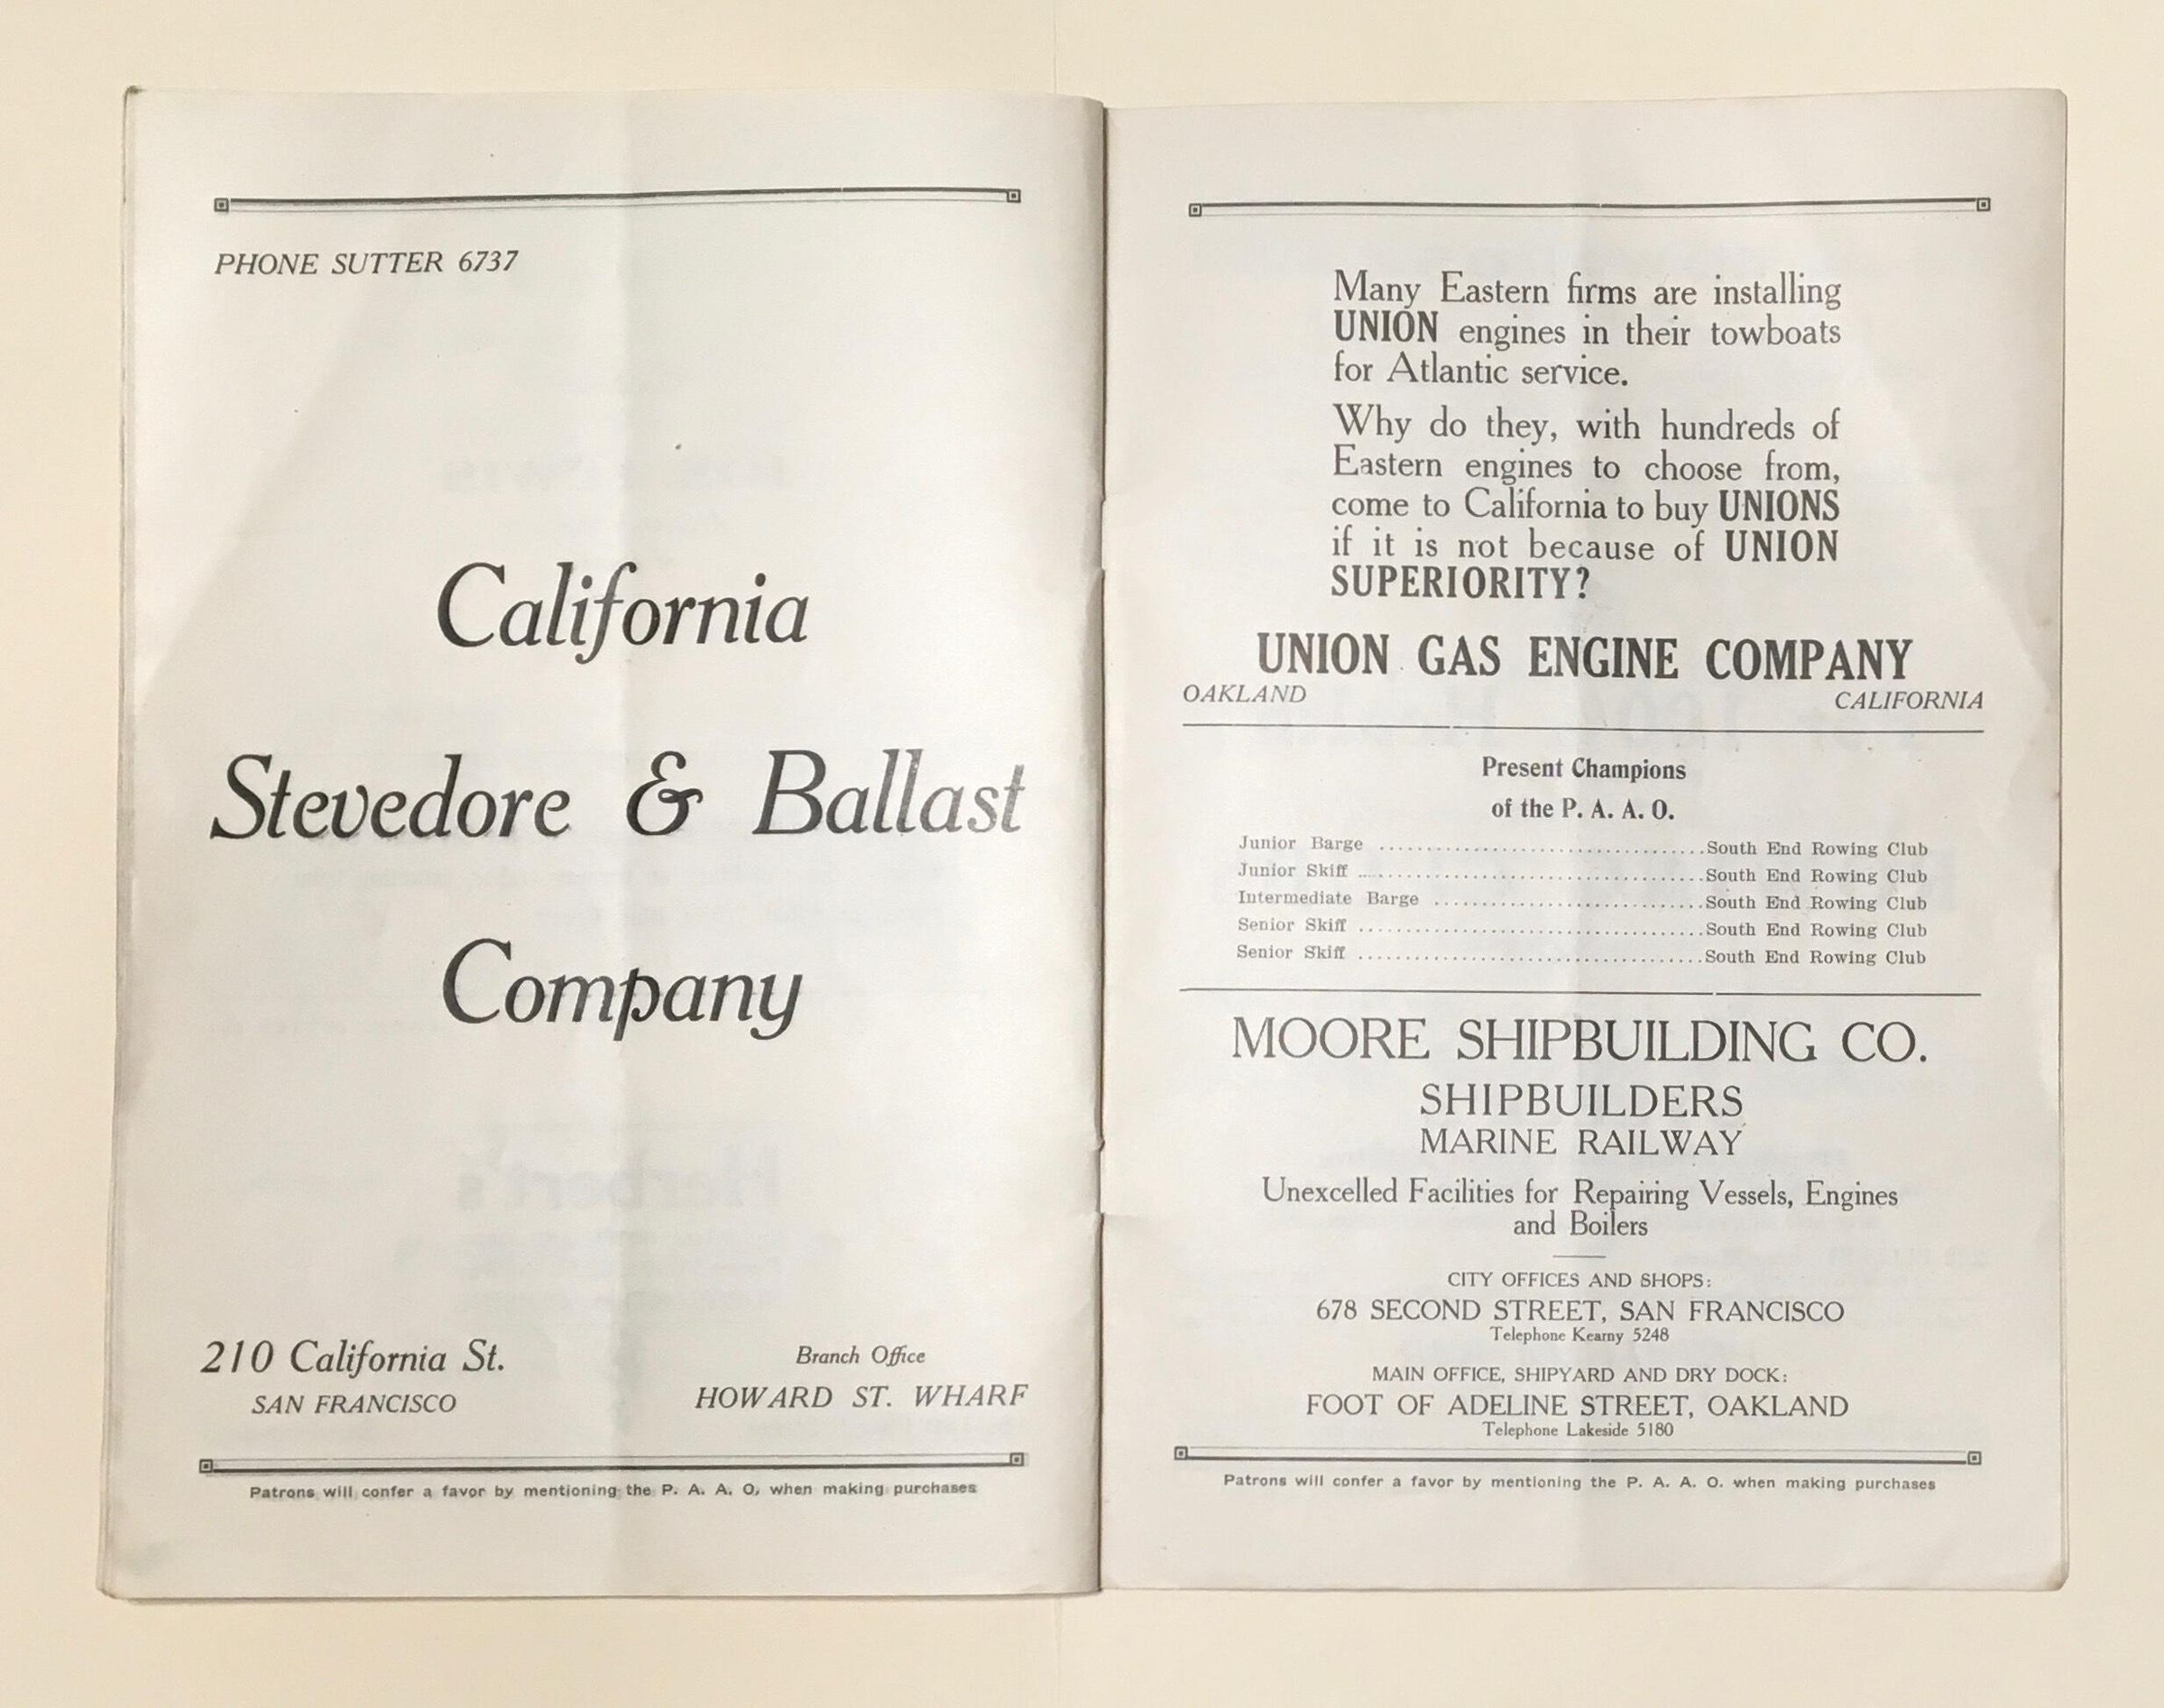 PHONE SUTTER 6737
California
Stevedore & Ballast
Company
210 California St.
SAN FRANCISCO
Branch Office
HOWARD ST. WHARF
Patrons will confer a favor by mentioning the P. A. A. O. when making purchases
Many Eastern firms are installing
UNION engines in their towboats
for Atlantic service.
Why do they, with hundreds of
Eastern engines to choose from,
come to California to buy UNIONS
if it is not because of UNION
SUPERIORITY?
UNION GAS ENGINE COMPANY
OAKLAND CALIFORNIA
Present Champions
of the P. A. A. O.
Junior Barge ..................................South End Rowing Club
Junior Skiff ....................................South End Rowing Club
Intermediate Barge ............................South End Rowing Club
Senior Skiff ....................................South End Rowing Club
Senior Skiff ....................................South End Rowing Club
MOORE SHIPBUILDING CO.
SHIPBUILDERS
MARINE RAILWAY
Unexcelled Facilities for Repairing Vessels, Engines
and Boilers
CITY OFFICES AND SHOPS:
678 SECOND STREET, SAN FRANCISCO
Telephone Kearny 5248
MAIN OFFICE, SHIPYARD AND DRY DOCK:
FOOT OF ADELINE STREET, OAKLAND
Telephone Lakeside 5180
Patrons will confer a favor by mentioning the P. A. A. O. when making purchases